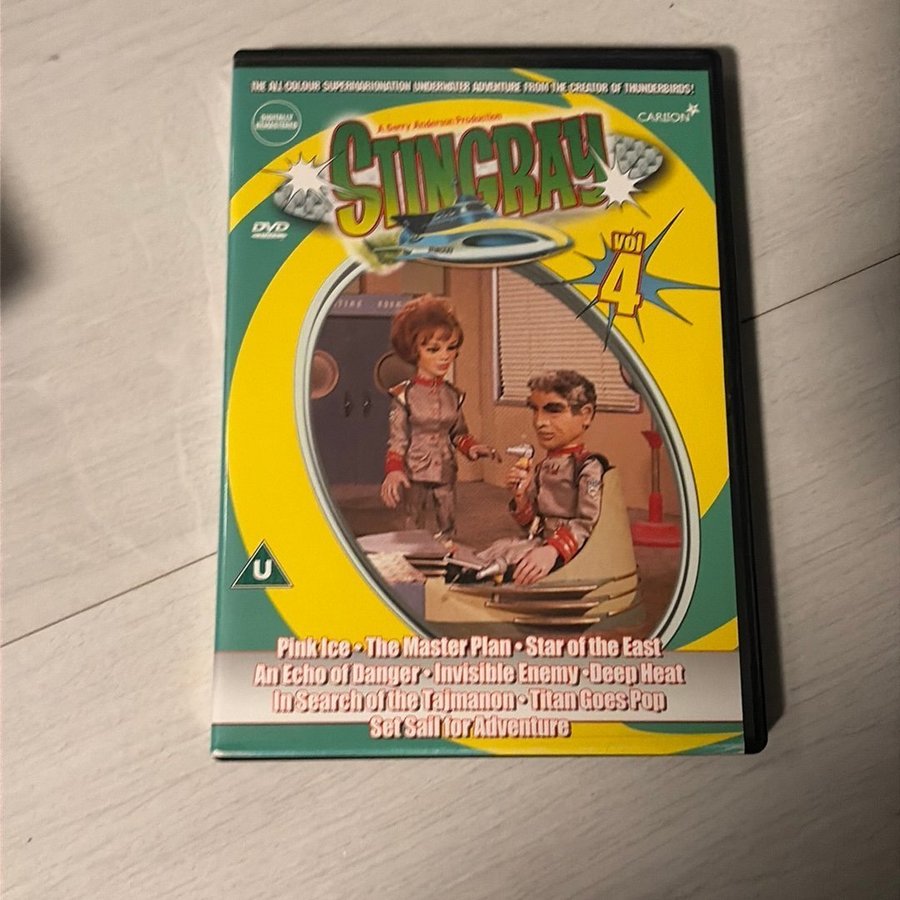 THE ALL COLOUR SUPERMARIONATION UNDERWATER ADVENTURE FROM THE CREATOR OF THUNDERBIRDS!
DIGITALLY REMASTERED
CARLTON
A Gerry Anderson Production
STINGRAY
DVD
vol
4
U
Pink Ice • The Master Plan • Star of the East
An Echo of Danger • Invisible Enemy • Deep Heat
In Search of the Tajmanon • Titan Goes Pop
Set Sail for Adventure